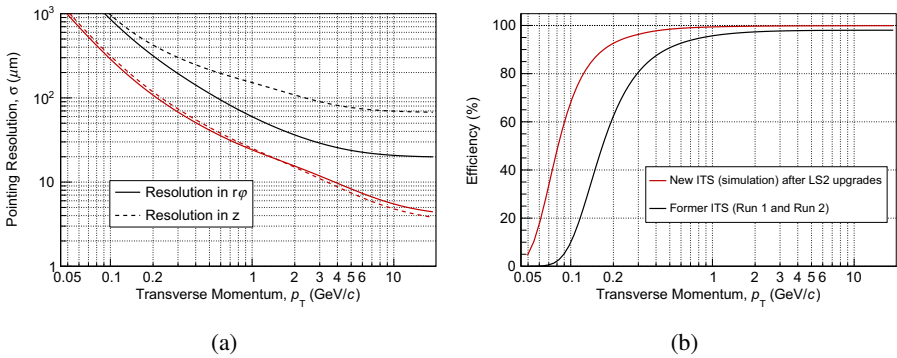 Pointing Resolution, σ (μm)
10³
10²
10
1
Resolution in rφ
Resolution in z
0.05 0.1 0.2 1 2 3 4 5 6 10
Transverse Momentum, p_T (GeV/c)
(a)
Efficiency (%)
100
80
60
40
20
0
New ITS (simulation) after LS2 upgrades
Former ITS (Run 1 and Run 2)
0.05 0.1 0.2 1 2 3 4 5 6 10
Transverse Momentum, p_T (GeV/c)
(b)